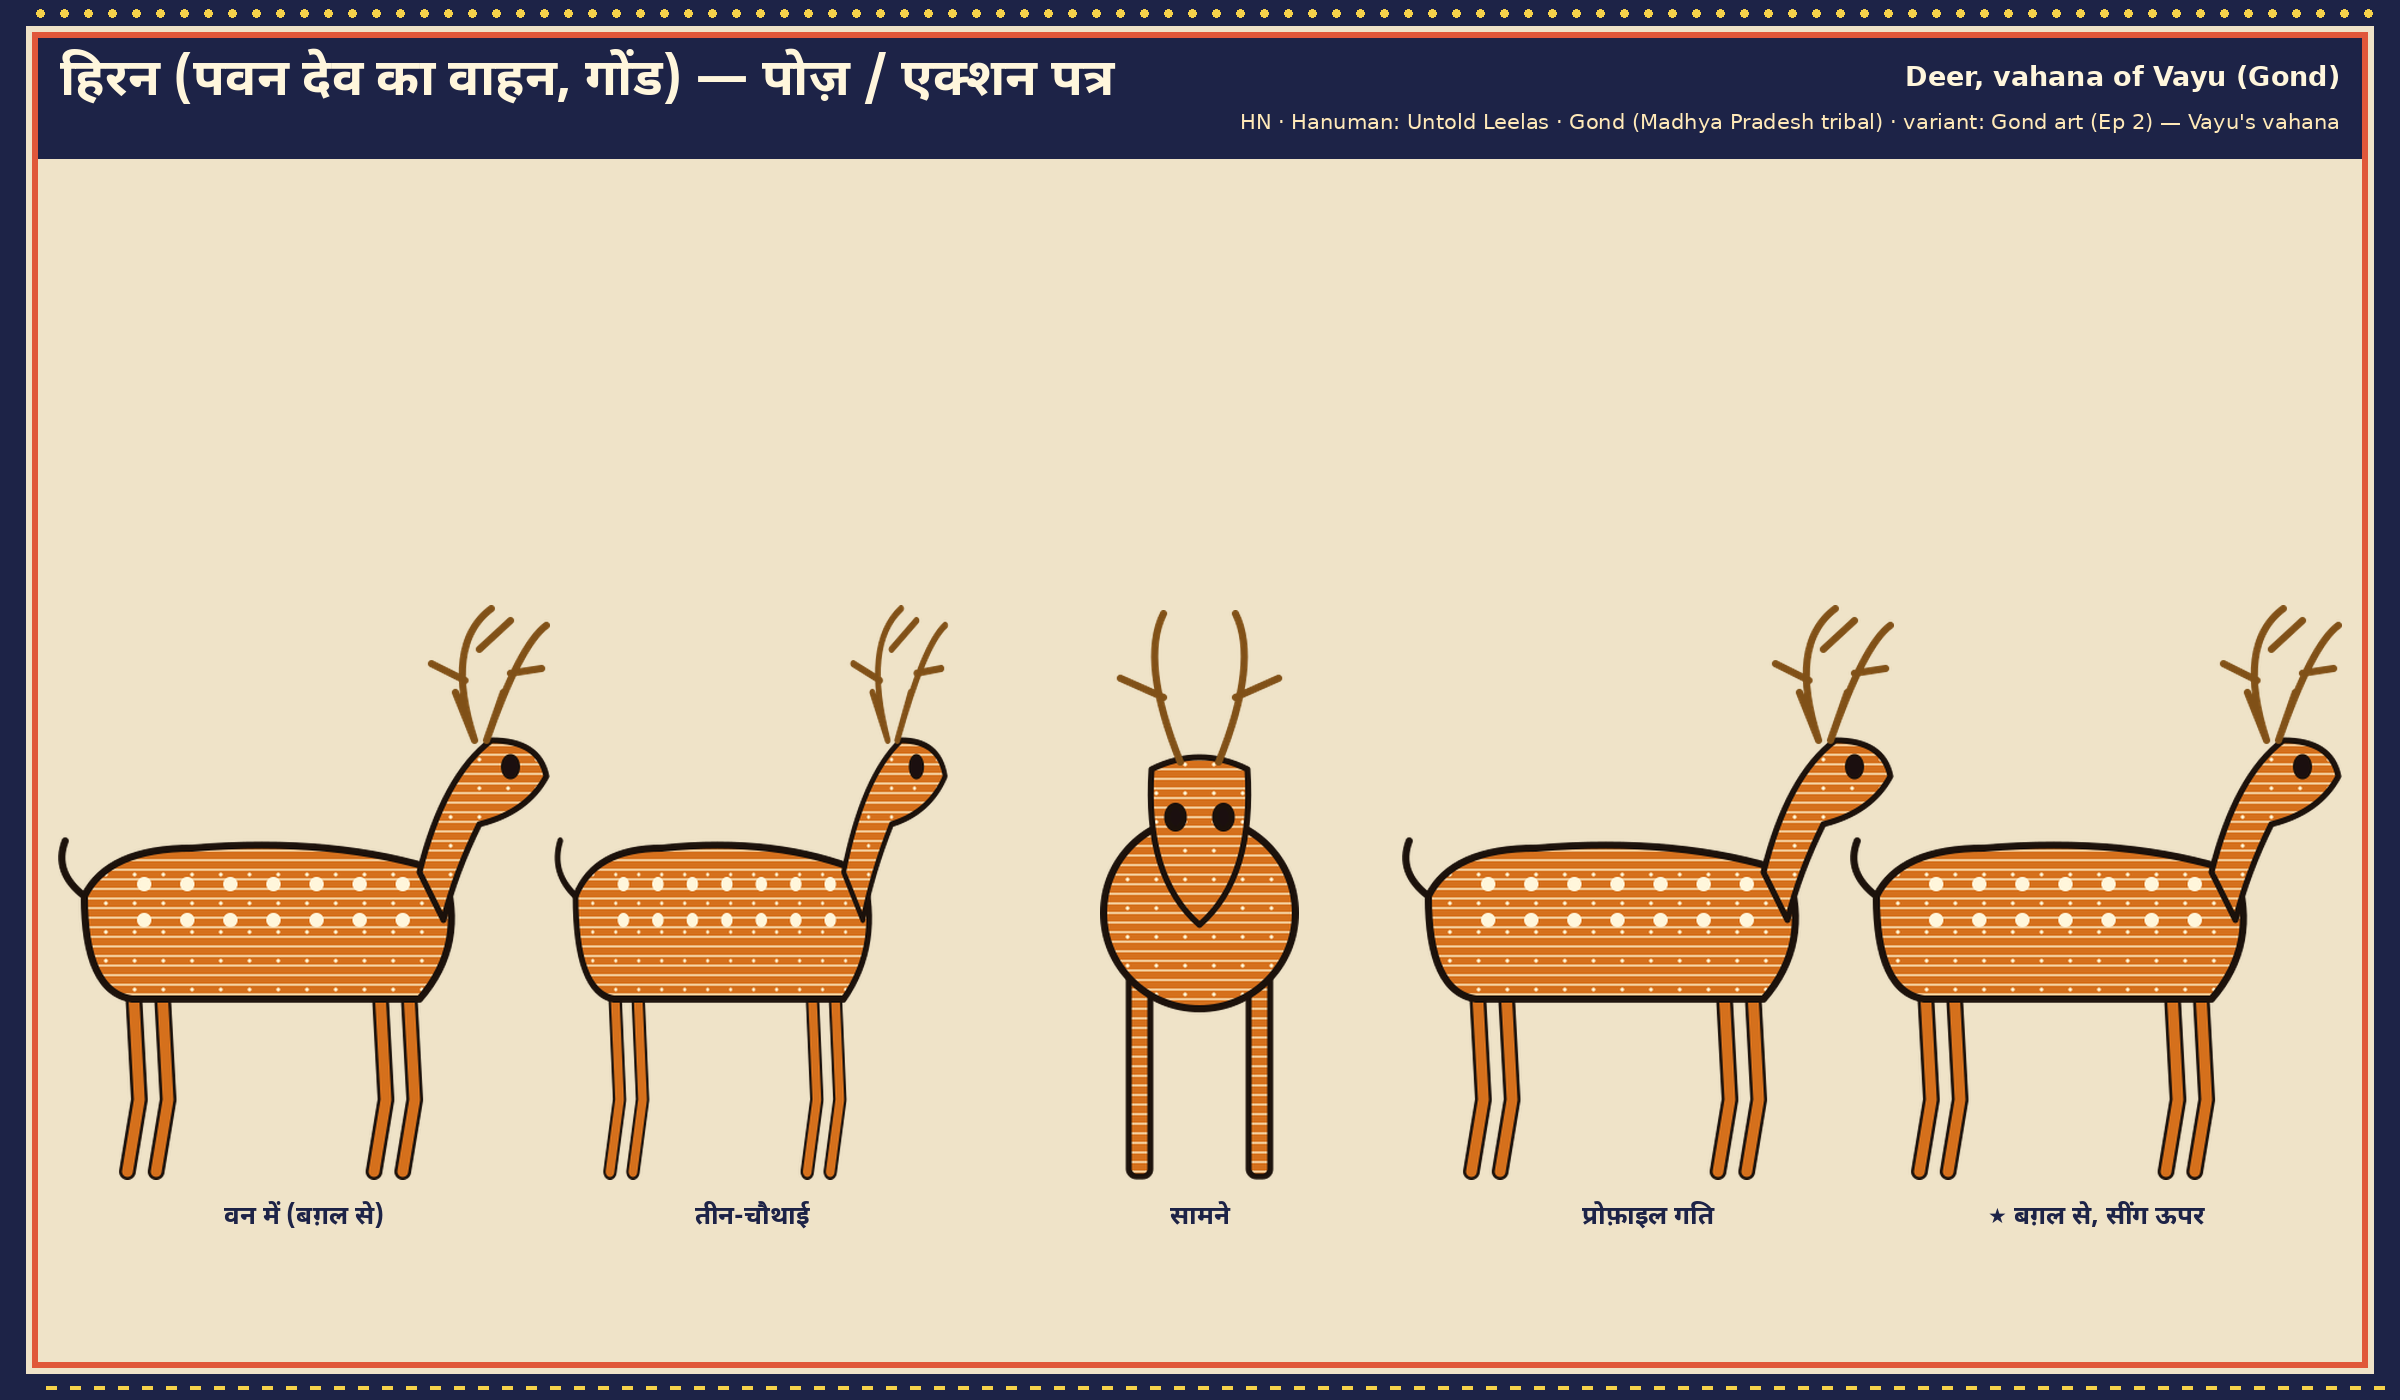 हिरन (पवन देव का वाहन, गोंड) — पोज़ / एक्शन पत्र
Deer, vahana of Vayu (Gond)
HN · Hanuman: Untold Leelas · Gond (Madhya Pradesh tribal) · variant: Gond art (Ep 2) — Vayu's vahana
वन में (बग़ल से)
तीन-चौथाई
सामने
प्रोफ़ाइल गति
★ बग़ल से, सींग ऊपर